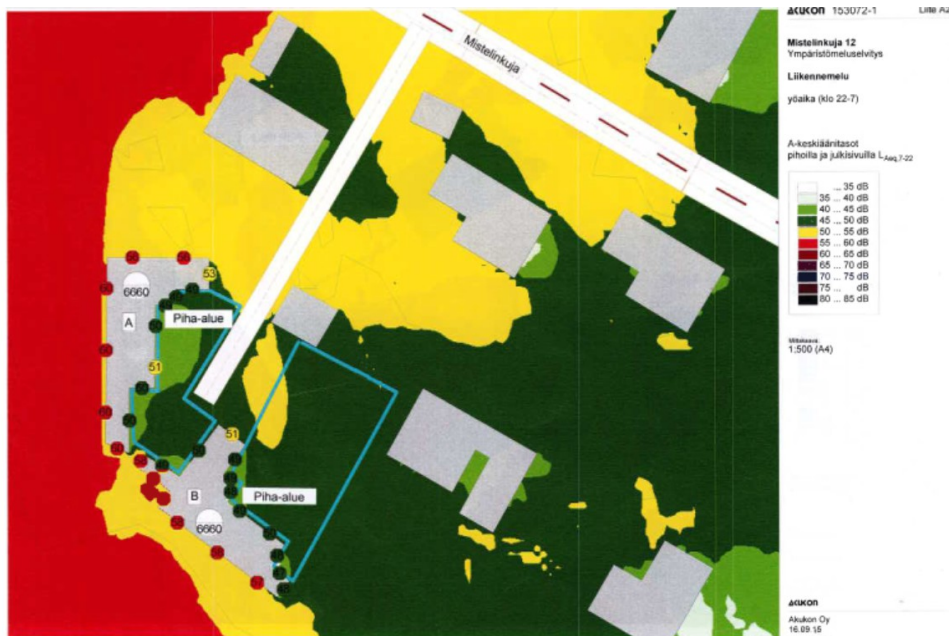 AKUKON 153072-1 Liite A2
Mistelinkuja 12
Ympäristömeluselvitys
Liikennemelu
yöaika (klo 22-7)
A-keskiäänitasot
pihoilla ja julkisivuilla LAeq,7-22
... 35 dB
35 ... 40 dB
40 ... 45 dB
45 ... 50 dB
50 ... 55 dB
55 ... 60 dB
60 ... 65 dB
65 ... 70 dB
70 ... 75 dB
75 ... dB
80 ... 85 dB
1:500 (A4)
AKUKON
Akukon Oy
16.09.15
Mistelinkuja
53
6660
A
Piha-alue
51
51
B
Piha-alue
6660